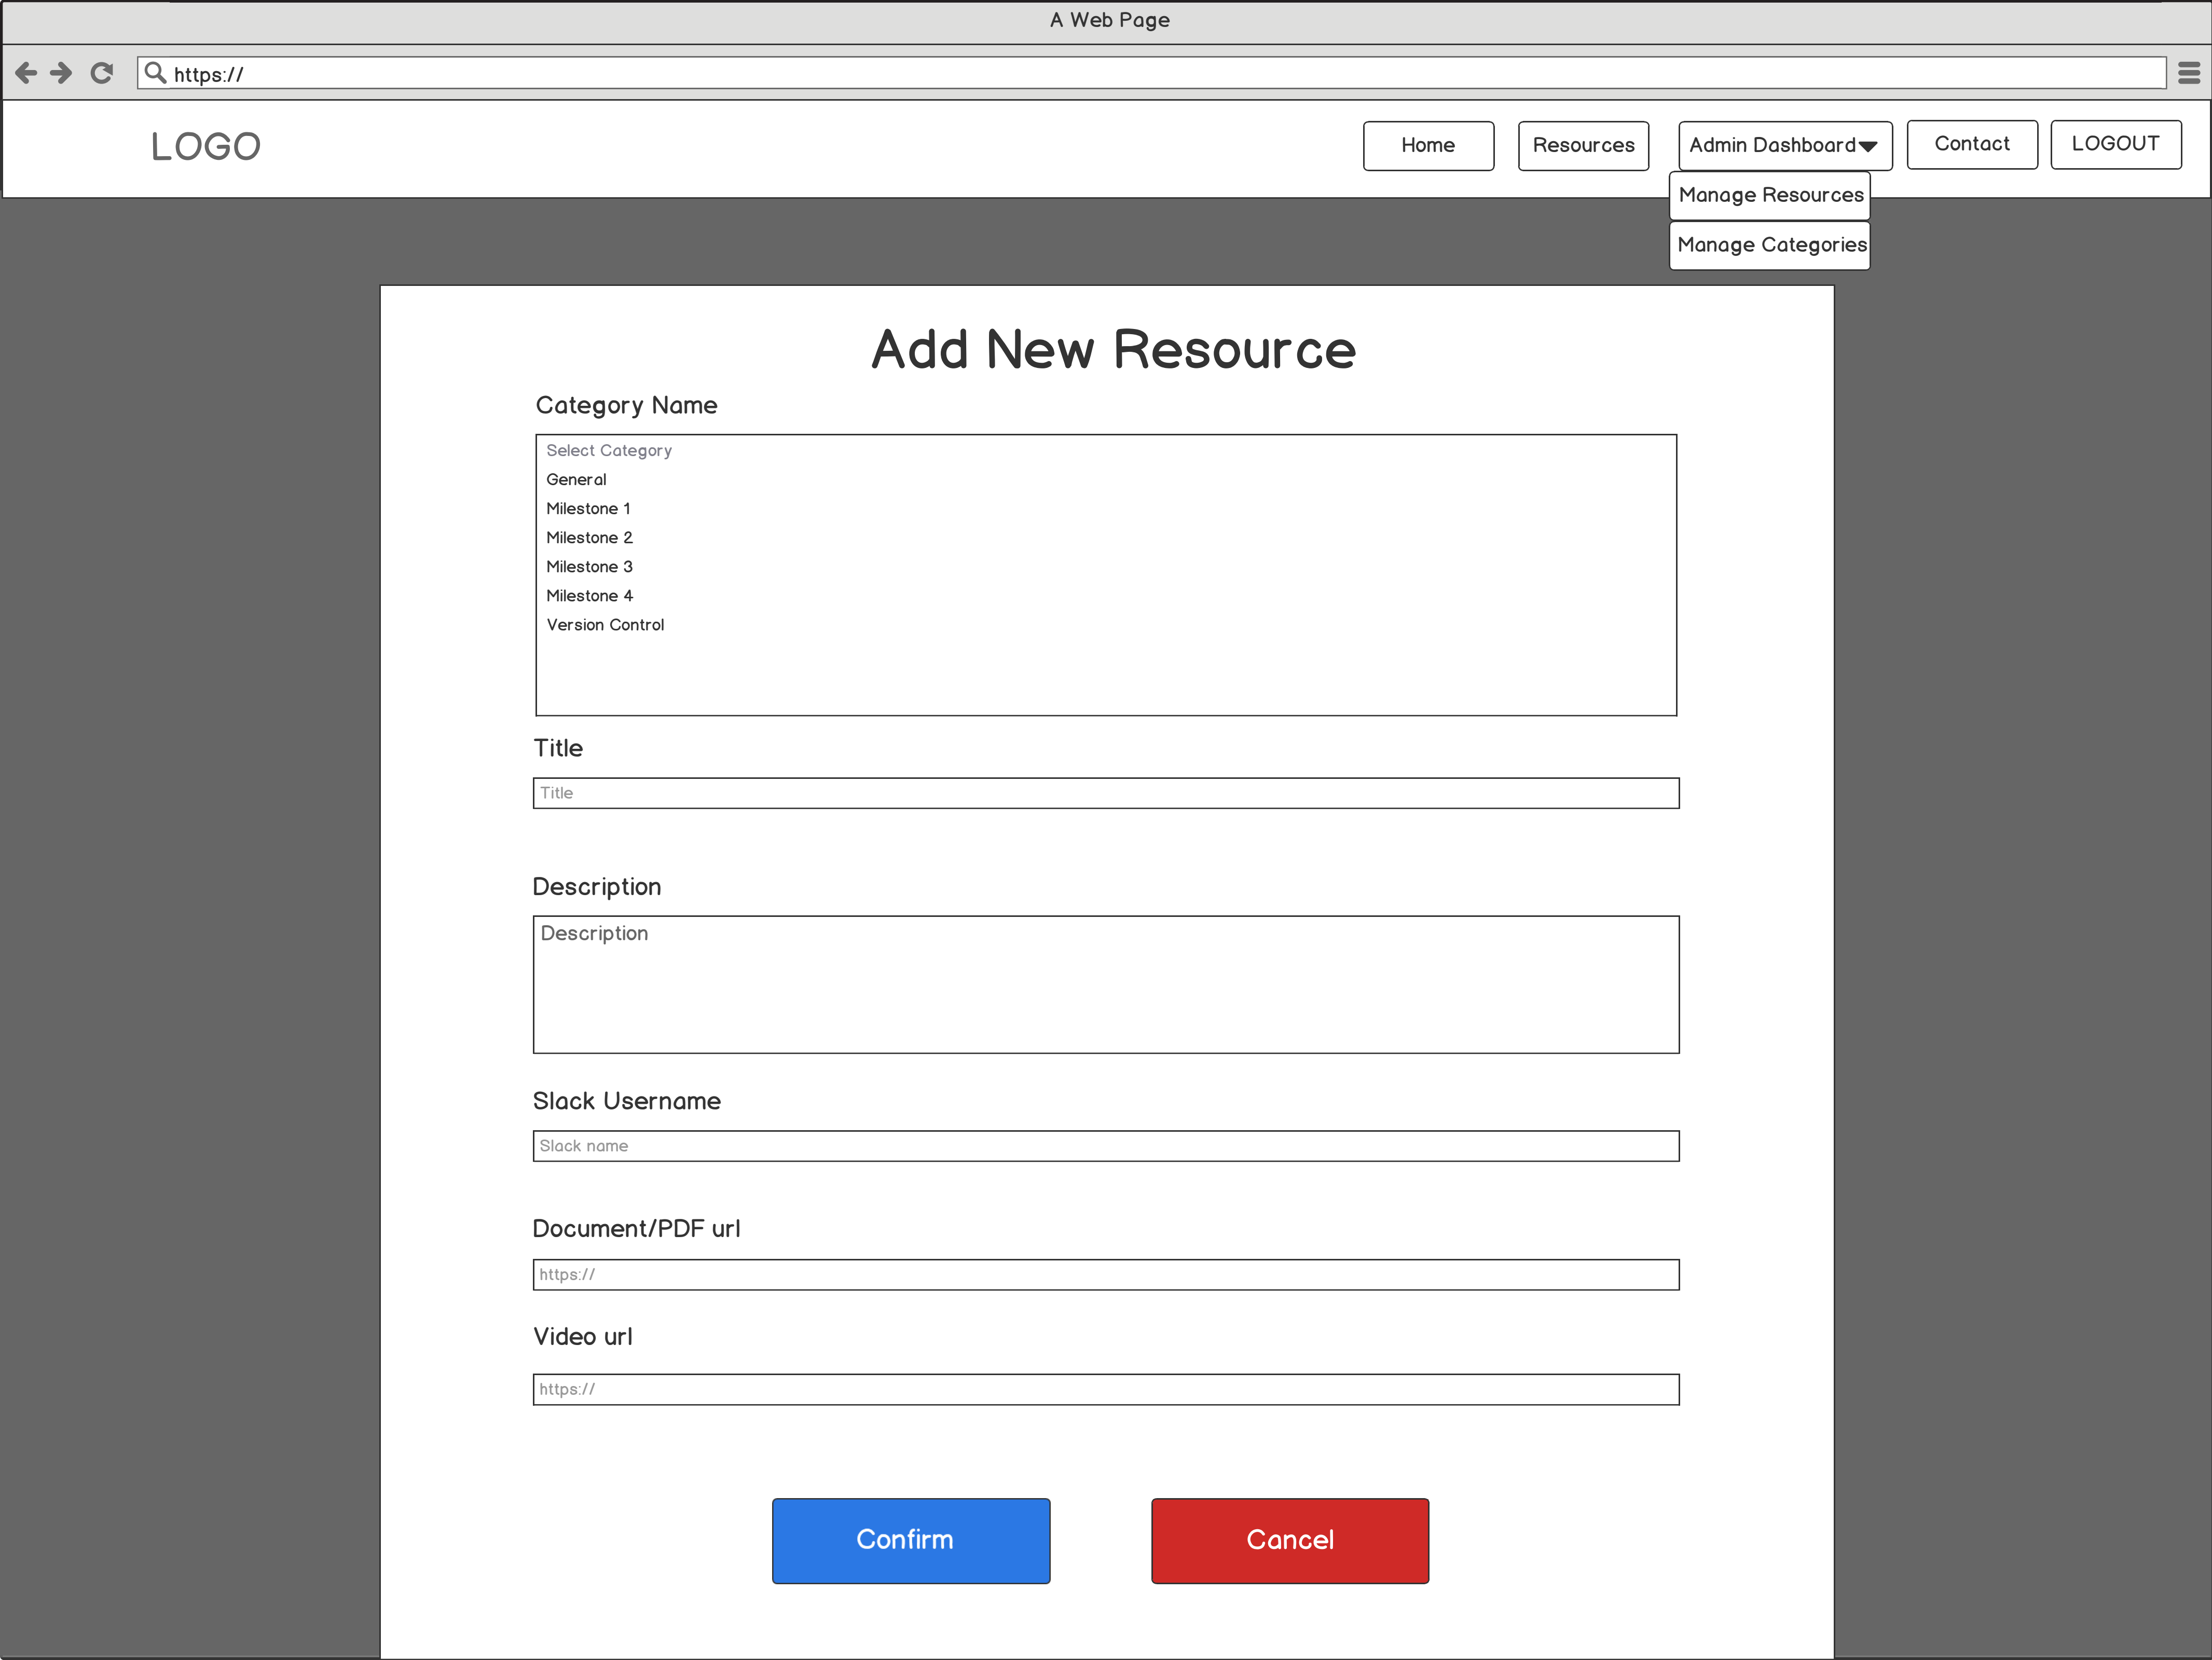 A Web Page
https://
LOGO
Home
Resources
Admin Dashboard
Contact
LOGOUT
Manage Resources
Manage Categories
Add New Resource
Category Name
Select Category
General
Milestone 1
Milestone 2
Milestone 3
Milestone 4
Version Control
Title
Title
Description
Description
Slack Username
Slack name
Document/PDF url
https://
Video url
https://
Confirm
Cancel